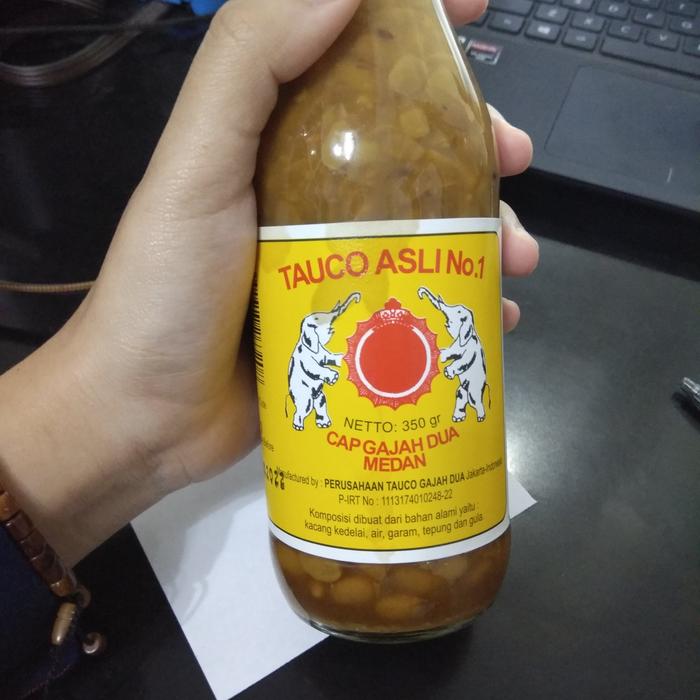 TAUCO ASLI No.1
NETTO: 350 gr
CAP GAJAH DUA
MEDAN
by : PERUSAHAAN TAUCO GAJAH DUA Jakarta-Indonesia
P-IRT No : 1113174010248-22
Komposisi dibuat dari bahan alami yaitu :
kacang kedelai, air, garam, tepung dan gula.